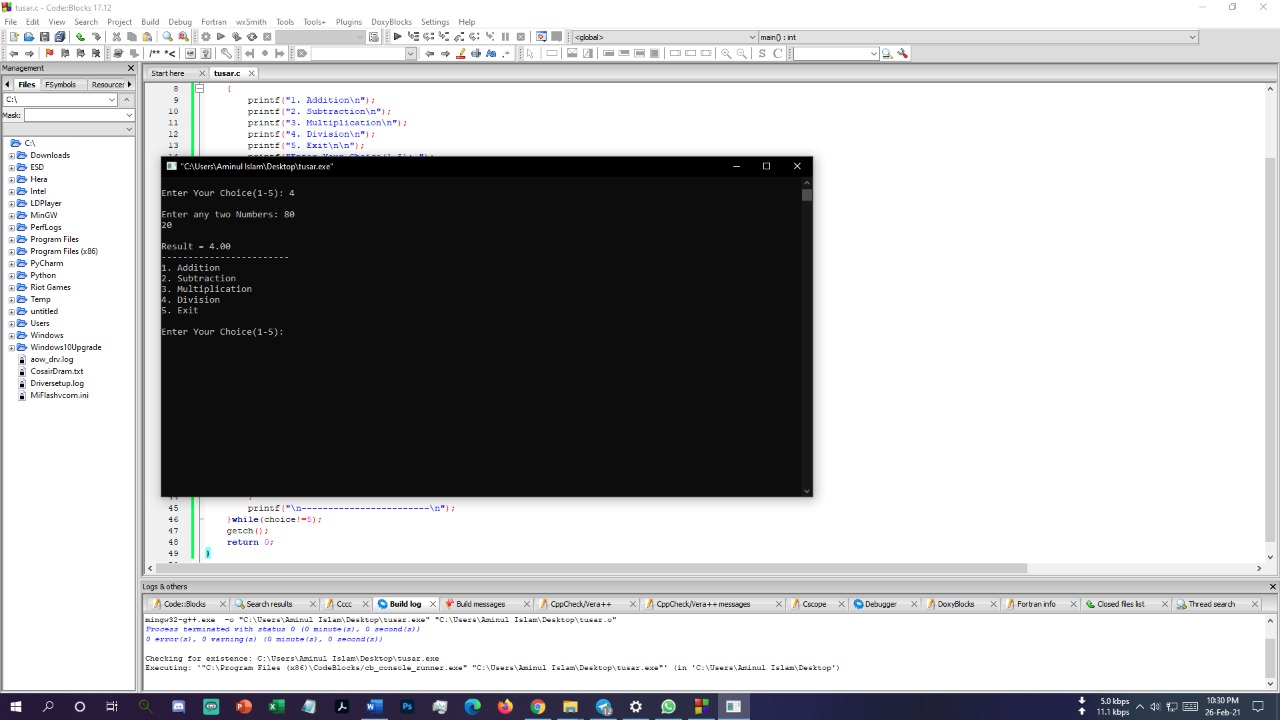 tusar.c - Code::Blocks 17.12
File Edit View Search Project Build Debug Fortran wxSmith Tools Tools+ Plugins DoxyBlocks Settings Help
<global> main() : int
Management
Files FSymbols Resources
C:\
Mask:
C:\
Downloads
ESD
Hera
Intel
LDPlayer
MinGW
PerfLogs
Program Files
Program Files (x86)
PyCharm
Python
Riot Games
Temp
untitled
Users
Windows
Windows10Upgrade
aow_drv.log
CosairDram.txt
Driversetup.log
MiFlashvcom.ini
Start here tusar.c
8 {
9 printf("1. Addition\n");
10 printf("2. Subtraction\n");
11 printf("3. Multiplication\n");
12 printf("4. Division\n");
13 printf("5. Exit\n\n");
"C:\Users\Aminul Islam\Desktop\tusar.exe"
Enter Your Choice(1-5): 4
Enter any two Numbers: 80
20
Result = 4.00
------------------------
1. Addition
2. Subtraction
3. Multiplication
4. Division
5. Exit
Enter Your Choice(1-5):
45 printf("\n------------------------\n");
46 }while(choice!=5);
47 getch();
48 return 0;
49 }
Logs & others
Code::Blocks Search results Cccc Build log Build messages CppCheck/Vera++ CppCheck/Vera++ messages Cscope Debugger DoxyBlocks Fortran info Closed files list Thread search
mingw32-g++.exe -o "C:\Users\Aminul Islam\Desktop\tusar.exe" "C:\Users\Aminul Islam\Desktop\tusar.o"
Process terminated with status 0 (0 minute(s), 0 second(s))
0 error(s), 0 warning(s) (0 minute(s), 0 second(s))
Checking for existence: C:\Users\Aminul Islam\Desktop\tusar.exe
Executing: '"C:\Program Files (x86)\CodeBlocks/cb_console_runner.exe" "C:\Users\Aminul Islam\Desktop\tusar.exe"' (in 'C:\Users\Aminul Islam\Desktop')
5.0 kbps
11.1 kbps
10:30 PM
26-Feb-21